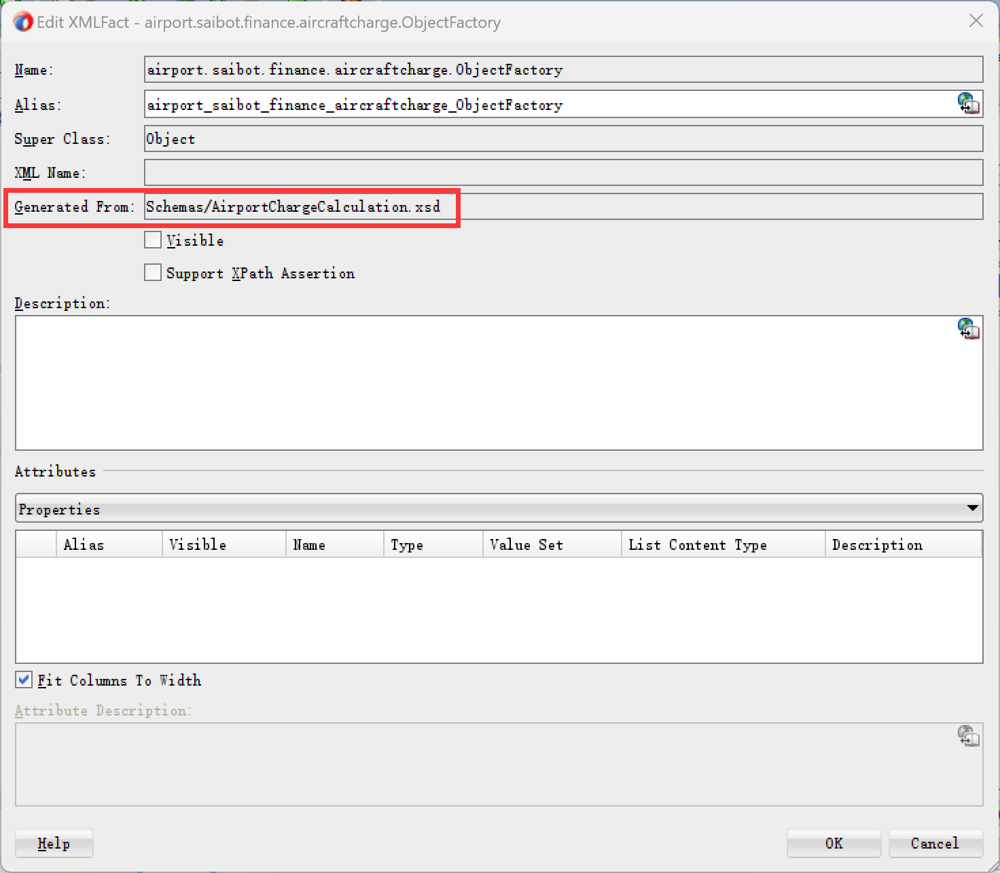 Edit XMLFact - airport.saibot.finance.aircraftcharge.ObjectFactory
Name: airport.saibot.finance.aircraftcharge.ObjectFactory
Alias: airport_saibot_finance_aircraftcharge_ObjectFactory
Super Class: Object
XML Name:
Generated From: Schemas/AirportChargeCalculation.xsd
Visible
Support XPath Assertion
Description:
Attributes
Properties
Alias Visible Name Type Value Set List Content Type Description
Fit Columns To Width
Attribute Description:
Help OK Cancel